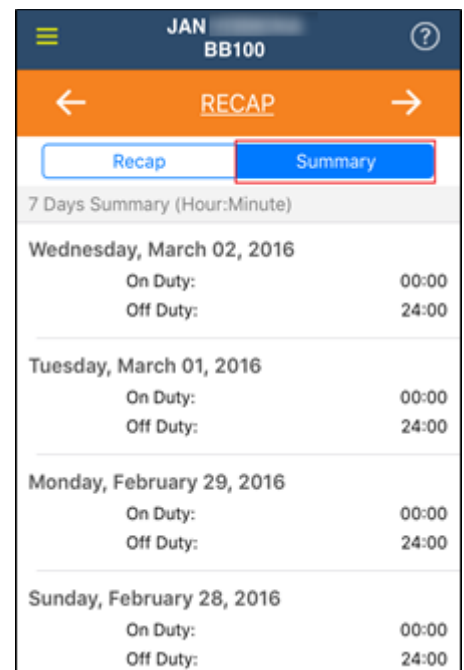 JAN
BB100
?
RECAP
Recap Summary
7 Days Summary (Hour:Minute)
Wednesday, March 02, 2016
On Duty: 00:00
Off Duty: 24:00
Tuesday, March 01, 2016
On Duty: 00:00
Off Duty: 24:00
Monday, February 29, 2016
On Duty: 00:00
Off Duty: 24:00
Sunday, February 28, 2016
On Duty: 00:00
Off Duty: 24:00